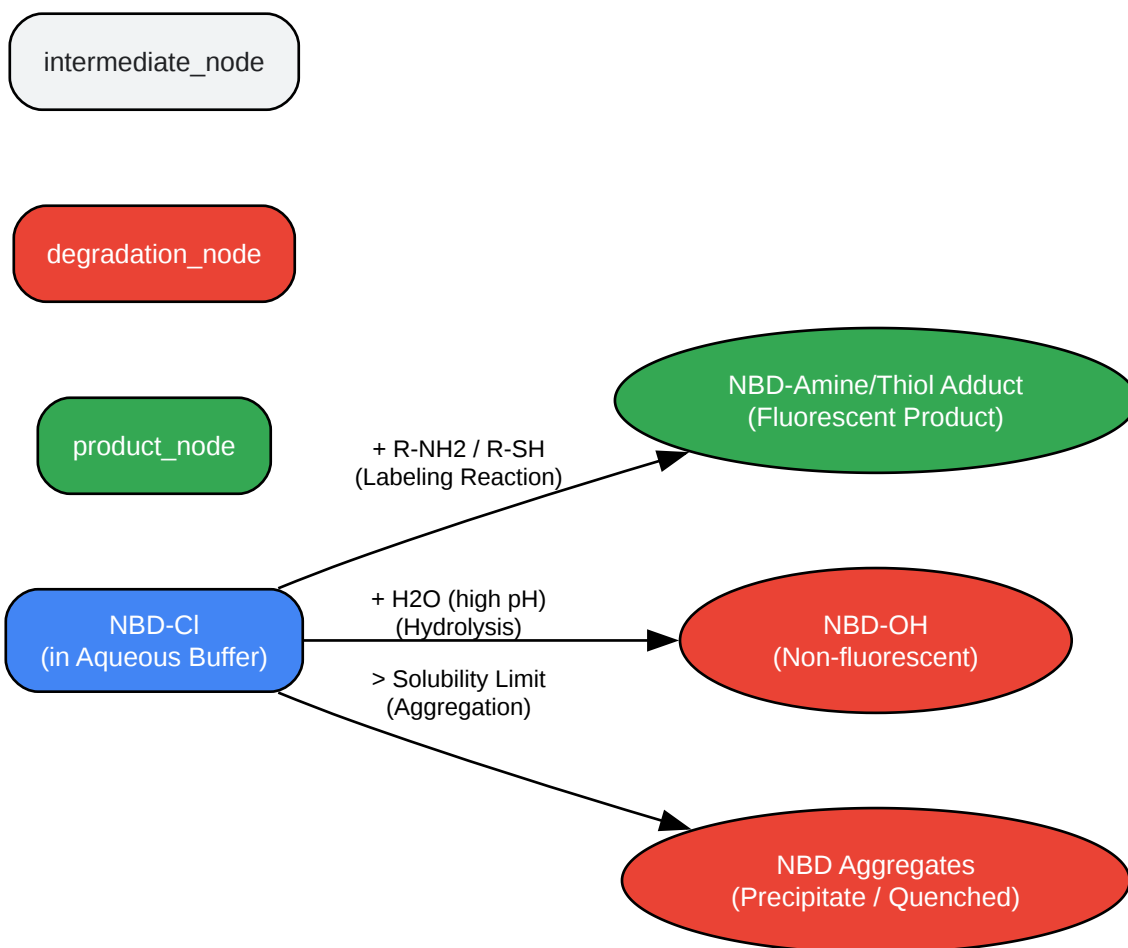 intermediate_node
degradation_node
product_node
NBD-Cl
(in Aqueous Buffer)
+ R-NH2 / R-SH
(Labeling Reaction)
NBD-Amine/Thiol Adduct
(Fluorescent Product)
+ H2O (high pH)
(Hydrolysis)
NBD-OH
(Non-fluorescent)
> Solubility Limit
(Aggregation)
NBD Aggregates
(Precipitate / Quenched)